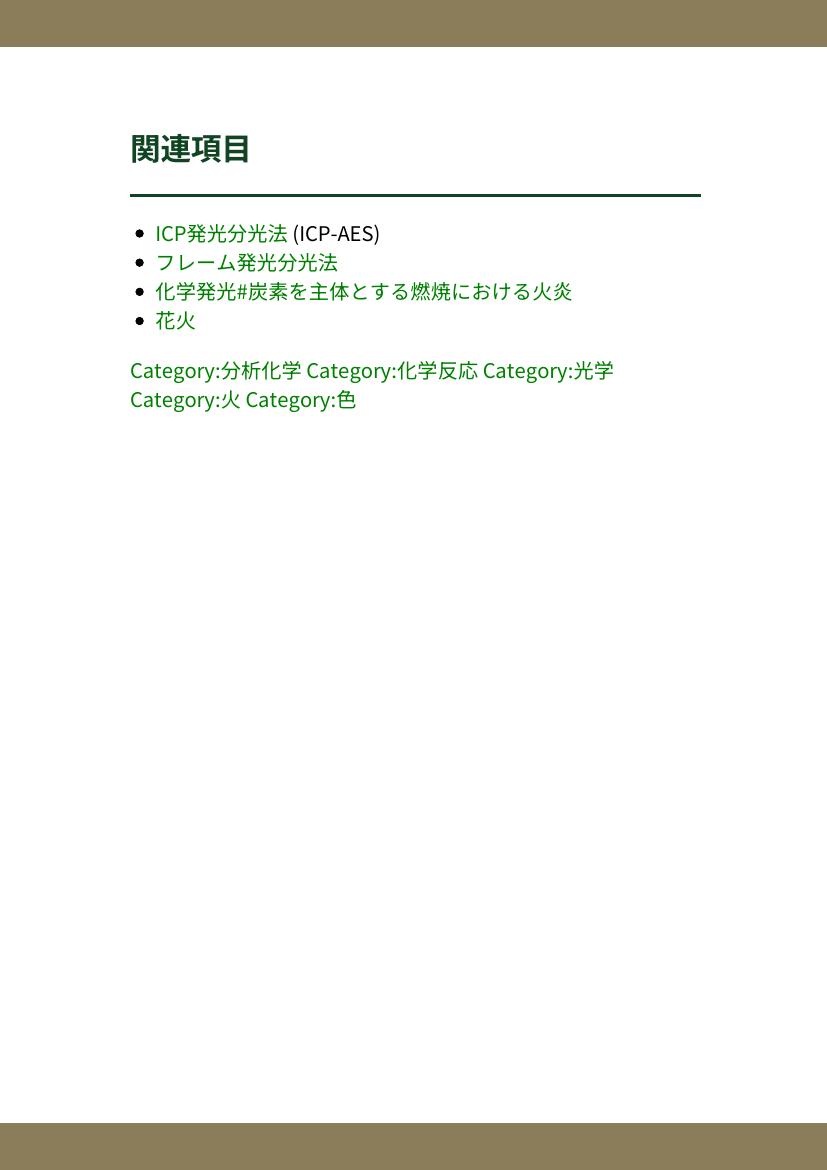 関連項目
ICP発光分光法 (ICP-AES)
フレーム発光分光法
化学発光#炭素を主体とする燃焼における火炎
花火
Category:分析化学 Category:化学反応 Category:光学
Category:火 Category:色